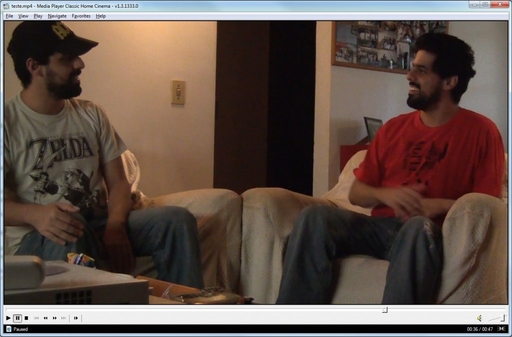 teste.mp4 - Media Player Classic Home Cinema - v1.3.1333.0
File View Play Navigate Favorites Help
ZELDA
Paused
00:36 / 00:47